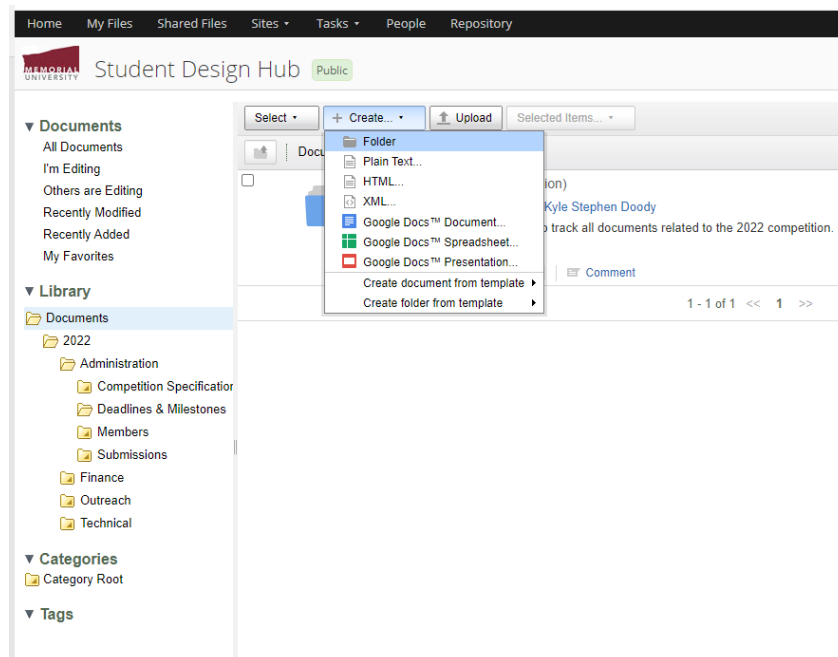 Home My Files Shared Files Sites Tasks People Repository
MEMORIAL
UNIVERSITY
Student Design Hub Public
Documents
All Documents
I'm Editing
Others are Editing
Recently Modified
Recently Added
My Favorites
Library
Documents
2022
Administration
Competition Specification
Deadlines & Milestones
Members
Submissions
Finance
Outreach
Technical
Categories
Category Root
Tags
Select + Create... Upload Selected Items...
Docu
Folder
Plain Text...
HTML...
XML...
Google Docs™ Document...
Google Docs™ Spreadsheet...
Google Docs™ Presentation...
Create document from template
Create folder from template
ion)
Kyle Stephen Doody
track all documents related to the 2022 competition.
Comment
1 - 1 of 1 << 1 >>